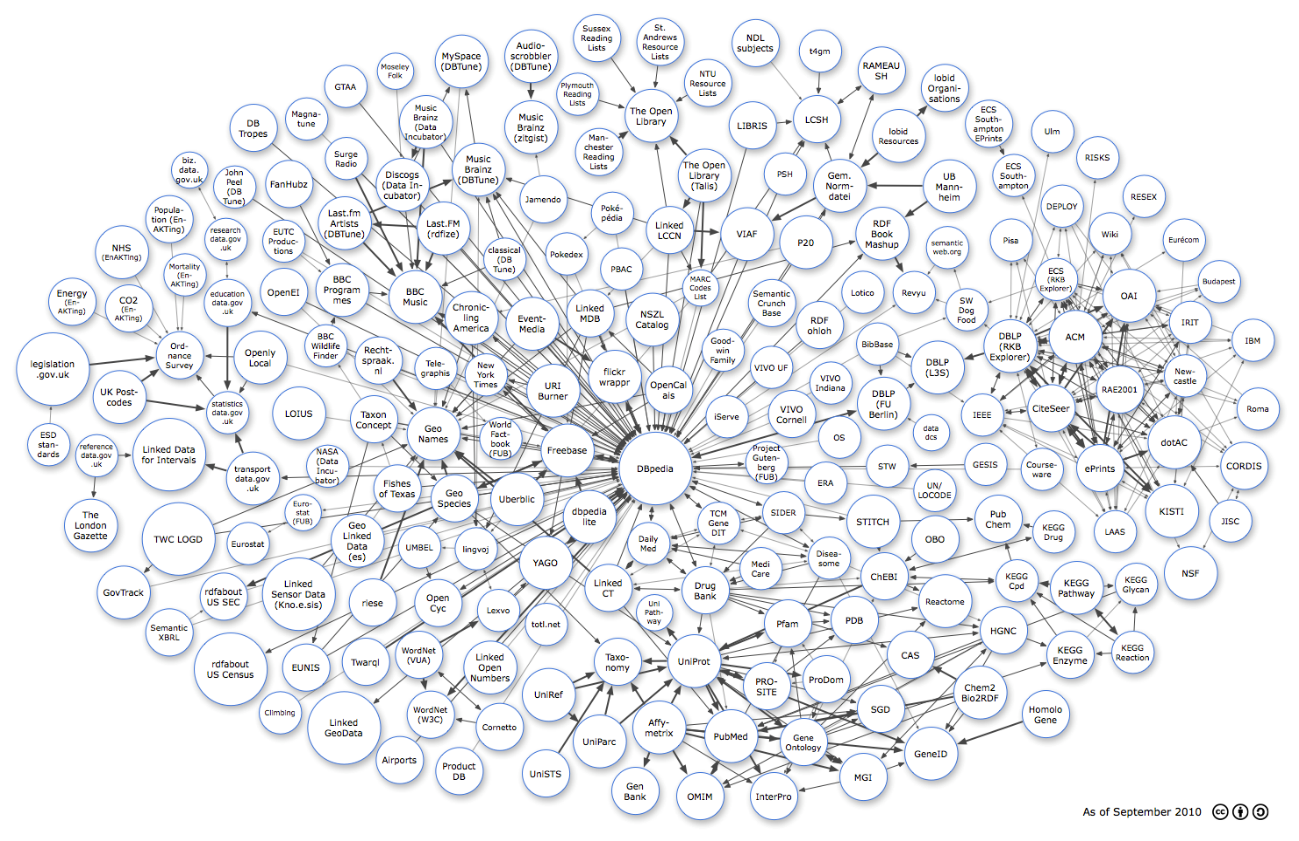 Sussex
Reading
Lists
St.
Andrews
Resource
Lists
NDL
subjects
t4gm
MySpace
(DBTune)
Audio-
scrobbler
(DBTune)
RAMEAU
SH
lobid
Organi-
sations
Moseley
Folk
GTAA
Plymouth
Reading
Lists
NTU
Resource
Lists
The Open
Library
Magna-
tune
Music
Brainz
(Data
Incubator)
DB
Tropes
Music
Brainz
(zitgist)
LIBRIS
LCSH
ECS
South-
ampton
EPrints
Ulm
lobid
Resources
Man-
chester
Reading
Lists
Surge
Radio
biz.
data.
gov.uk
John
Peel
(DB
Tune)
FanHubz
Discogs
(Data In-
cubator)
Music
Brainz
(DBTune)
The Open
Library
(Talis)
PSH
Gem.
Norm-
datei
UB
Mann-
heim
ECS
South-
ampton
RISKS
RESEX
DEPLOY
Jamendo
Poké-
pédia
Popula-
tion (En-
AKTing)
Last.fm
Artists
(DBTune)
Last.FM
(rdfize)
Linked
LCCN
VIAF
P20
RDF
Book
Mashup
semantic
web.org
Pisa
Wiki
Eurécom
research
data.gov
.uk
EUTC
Produc-
tions
NHS
(EnAKTing)
Mortality
(En-
AKTing)
classical
(DB
Tune)
Pokedex
PBAC
MARC
Codes
List
Energy
(En-
AKTing)
CO2
(En-
AKTing)
education
data.gov
.uk
OpenEI
BBC
Program
mes
BBC
Music
Chronic-
ling
America
Event-
Media
Linked
MDB
NSZL
Catalog
Semantic
Crunch
Base
RDF
ohloh
Lotico
Revyu
SW
Dog
Food
ECS
(RKB
Explorer)
OAI
Budapest
IRIT
IBM
legislation
.gov.uk
Ord-
nance
Survey
Openly
Local
BBC
Wildlife
Finder
Recht-
spraak.
nl
Tele-
graphis
New
York
Times
URI
Burner
flickr
wrappr
OpenCal
ais
Good-
win
Family
VIVO UF
VIVO
Indiana
BibBase
DBLP
(L3S)
DBLP
(RKB
Explorer)
ACM
New-
castle
RAE2001
UK Post-
codes
statistics
data.gov
.uk
LOIUS
Taxon
Concept
Geo
Names
World
Fact-
book
(FUB)
Freebase
iServe
VIVO
Cornell
DBLP
(FU
Berlin)
OS
data
dcs
IEEE
CiteSeer
Roma
dotAC
ESD
stan-
dards
reference
data.gov
.uk
Linked Data
for Intervals
transport
data.gov
.uk
NASA
(Data
Incu-
bator)
Fishes
of Texas
Geo
Species
Uberblic
DBpedia
Project
Guten-
berg
(FUB)
STW
GESIS
Course-
ware
ePrints
CORDIS
The
London
Gazette
TWC LOGD
Euro-
stat
(FUB)
Eurostat
Geo
Linked
Data
(es)
UMBEL
lingvoj
dbpedia
lite
ERA
UN/
LOCODE
KISTI
JISC
LAAS
NSF
TCM
Gene
DIT
SIDER
STITCH
Pub
Chem
KEGG
Drug
OBO
Daily
Med
Disea-
some
Medi
Care
YAGO
Linked
CT
Drug
Bank
ChEBI
KEGG
Cpd
KEGG
Pathway
KEGG
Glycan
GovTrack
rdfabout
US SEC
Linked
Sensor Data
(Kno.e.sis)
riese
Open
Cyc
Lexvo
totl.net
Uni
Path-
way
Pfam
PDB
Reactome
HGNC
Semantic
XBRL
rdfabout
US Census
EUNIS
Twarql
WordNet
(VUA)
Linked
Open
Numbers
Taxo-
nomy
UniProt
PRO-
SITE
ProDom
CAS
KEGG
Enzyme
KEGG
Reaction
Climbing
Linked
GeoData
WordNet
(W3C)
Cornetto
UniRef
UniParc
Affy-
metrix
PubMed
Gene
Ontology
SGD
Chem2
Bio2RDF
Homolo
Gene
Airports
Product
DB
UniSTS
Gen
Bank
OMIM
InterPro
MGI
GeneID
As of September 2010
cc